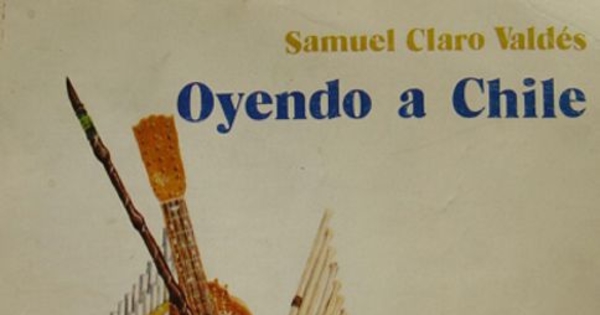 Samuel Claro Valdés
Oyendo a Chile